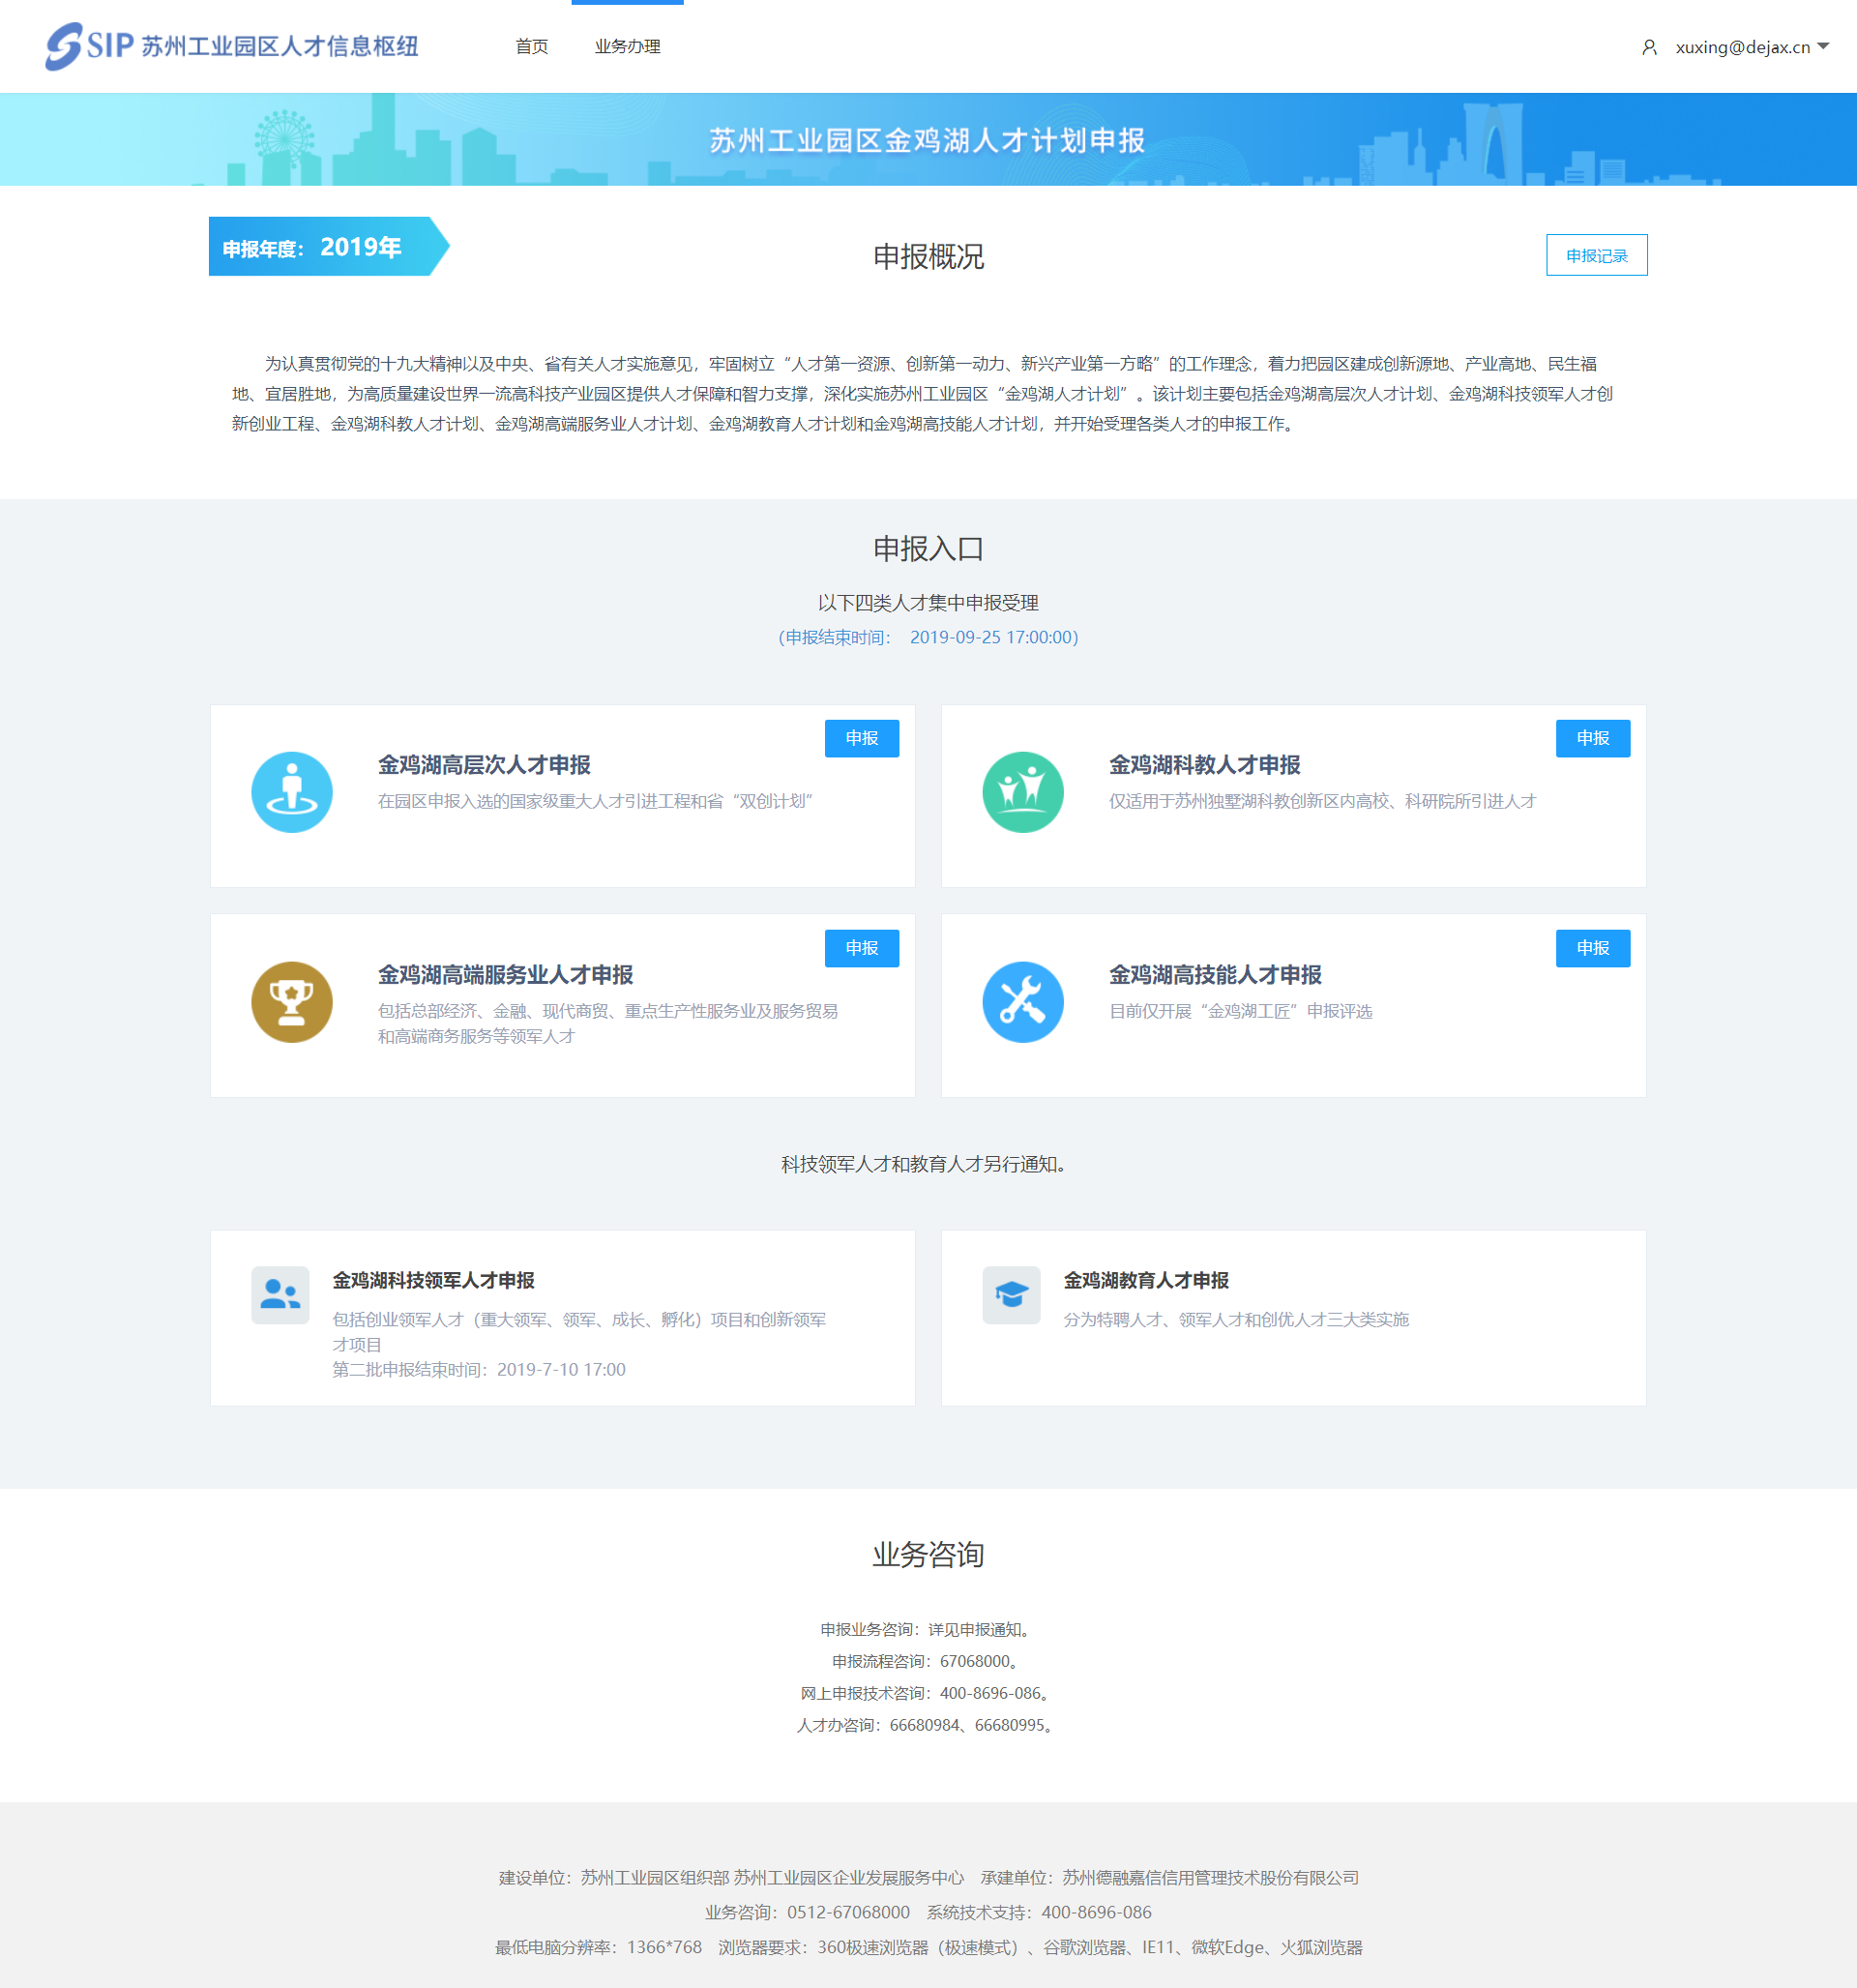 SIP 苏州工业园区人才信息枢纽
首页
业务办理
xuxing@dejax.cn
苏州工业园区金鸡湖人才计划申报
申报年度： 2019年
申报概况
申报记录
为认真贯彻党的十九大精神以及中央、省有关人才实施意见，牢固树立“人才第一资源、创新第一动力、新兴产业第一方略”的工作理念，着力把园区建成创新源地、产业高地、民生福
地、宜居胜地，为高质量建设世界一流高科技产业园区提供人才保障和智力支撑，深化实施苏州工业园区“金鸡湖人才计划”。该计划主要包括金鸡湖高层次人才计划、金鸡湖科技领军人才创
新创业工程、金鸡湖科教人才计划、金鸡湖高端服务业人才计划、金鸡湖教育人才计划和金鸡湖高技能人才计划，并开始受理各类人才的申报工作。
申报入口
以下四类人才集中申报受理
（申报结束时间： 2019-09-25 17:00:00）
申报
金鸡湖高层次人才申报
在园区申报入选的国家级重大人才引进工程和省“双创计划”
申报
金鸡湖科教人才申报
仅适用于苏州独墅湖科教创新区内高校、科研院所引进人才
申报
金鸡湖高端服务业人才申报
包括总部经济、金融、现代商贸、重点生产性服务业及服务贸易
和高端商务服务等领军人才
申报
金鸡湖高技能人才申报
目前仅开展“金鸡湖工匠”申报评选
科技领军人才和教育人才另行通知。
金鸡湖科技领军人才申报
包括创业领军人才（重大领军、领军、成长、孵化）项目和创新领军
才项目
第二批申报结束时间：2019-7-10 17:00
金鸡湖教育人才申报
分为特聘人才、领军人才和创优人才三大类实施
业务咨询
申报业务咨询：详见申报通知。
申报流程咨询：67068000。
网上申报技术咨询：400-8696-086。
人才办咨询：66680984、66680995。
建设单位：苏州工业园区组织部 苏州工业园区企业发展服务中心 承建单位：苏州德融嘉信信用管理技术股份有限公司
业务咨询：0512-67068000 系统技术支持：400-8696-086
最低电脑分辨率：1366*768 浏览器要求：360极速浏览器（极速模式）、谷歌浏览器、IE11、微软Edge、火狐浏览器